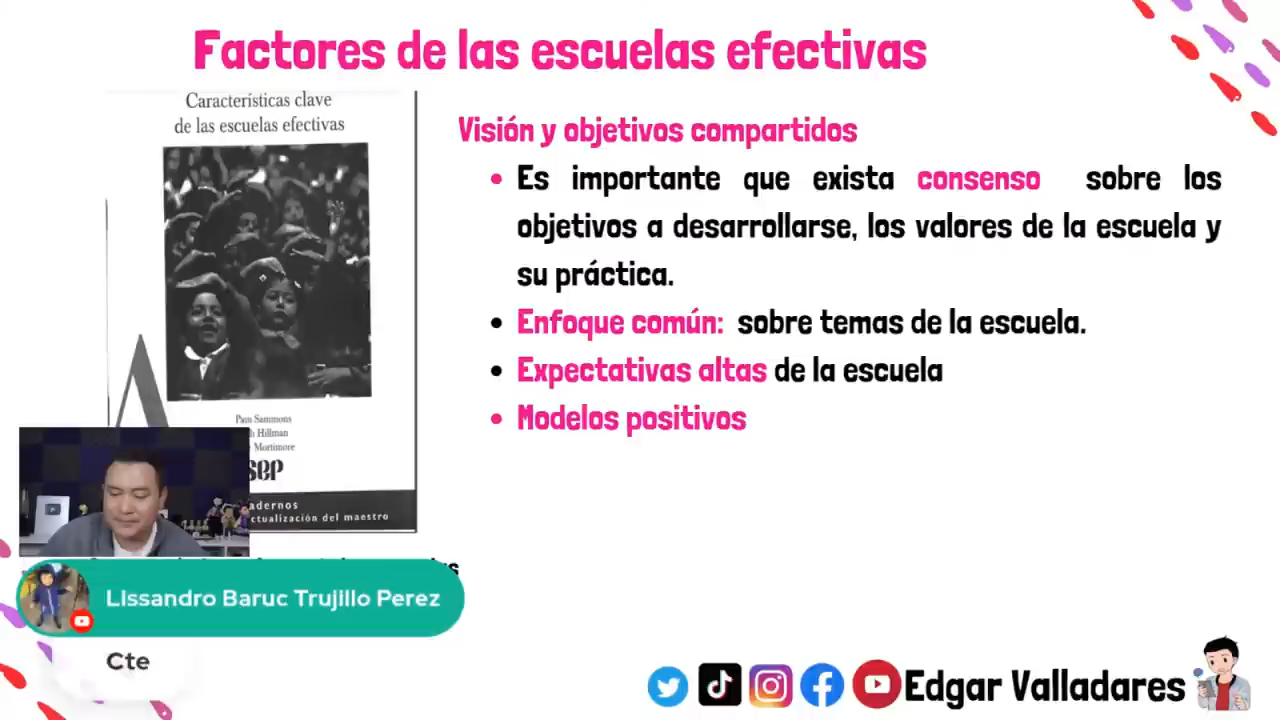 Factores de las escuelas efectivas
Características clave
de las escuelas efectivas
Visión y objetivos compartidos
Es importante que exista consenso sobre los
objetivos a desarrollarse, los valores de la escuela y
su práctica.
Enfoque común: sobre temas de la escuela.
Expectativas altas de la escuela
Modelos positivos
Pam Sammons
Hillman
Mortimore
SEP
actualización del maestro
Lissandro Baruc Trujillo Perez
Cte
Edgar Valladares